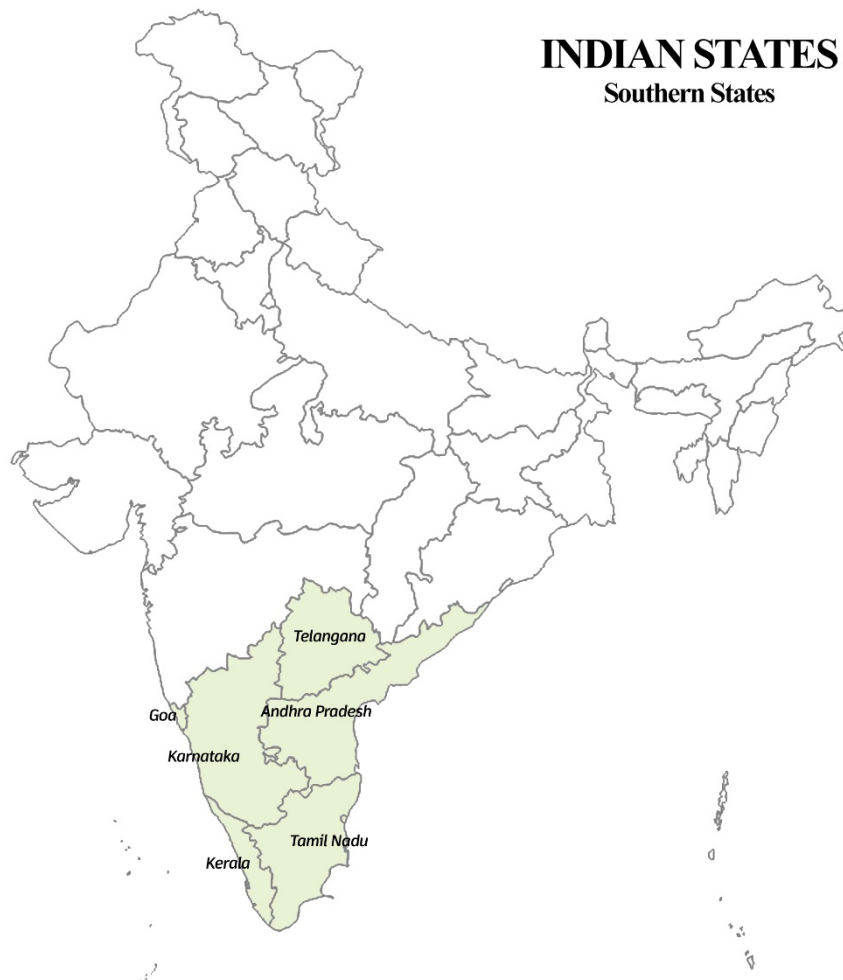 INDIAN STATES
Southern States
Telangana
Goa
Andhra Pradesh
Karnataka
Tamil Nadu
Kerala